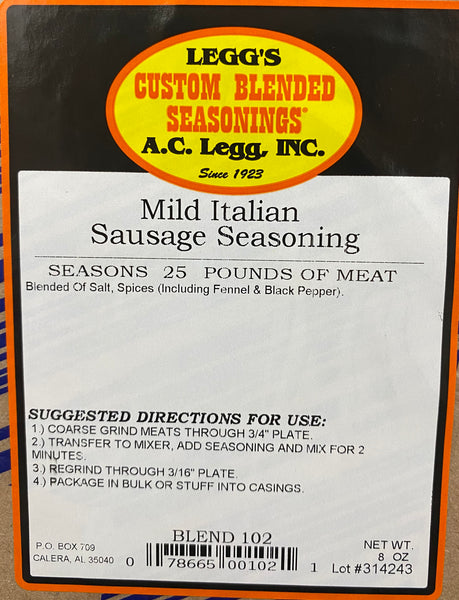 LEGG'S
CUSTOM BLENDED
SEASONINGS®
A.C. Legg, INC.
Since 1923
Mild Italian
Sausage Seasoning
SEASONS 25 POUNDS OF MEAT
Blended Of Salt, Spices (Including Fennel & Black Pepper).
SUGGESTED DIRECTIONS FOR USE:
1.) COARSE GRIND MEATS THROUGH 3/4" PLATE.
2.) TRANSFER TO MIXER, ADD SEASONING AND MIX FOR 2
MINUTES.
3.) REGRIND THROUGH 3/16" PLATE.
4.) PACKAGE IN BULK OR STUFF INTO CASINGS.
BLEND 102
P.O. BOX 709
CALERA, AL 35040
0 78665 00102 1
NET WT.
8 OZ
Lot #314243